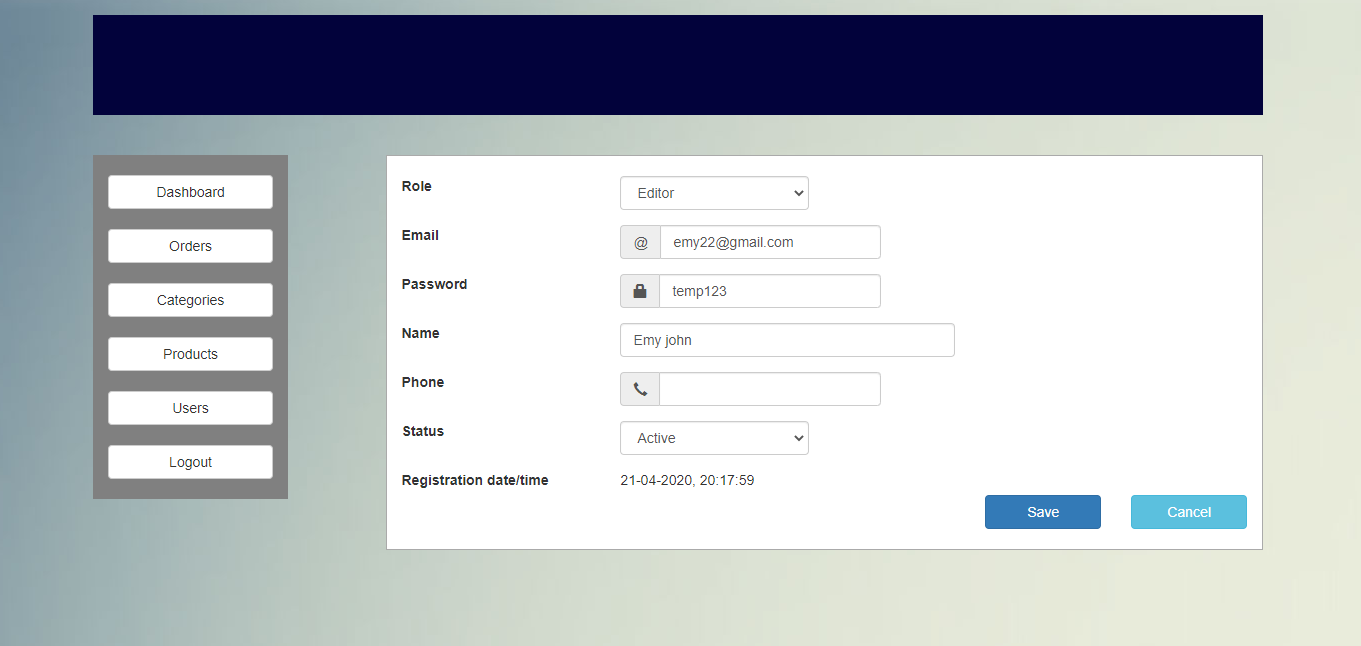 Dashboard
Orders
Categories
Products
Users
Logout
Role
Editor
Email
@ emy22@gmail.com
Password
temp123
Name
Emy john
Phone
Status
Active
Registration date/time
21-04-2020, 20:17:59
Save
Cancel